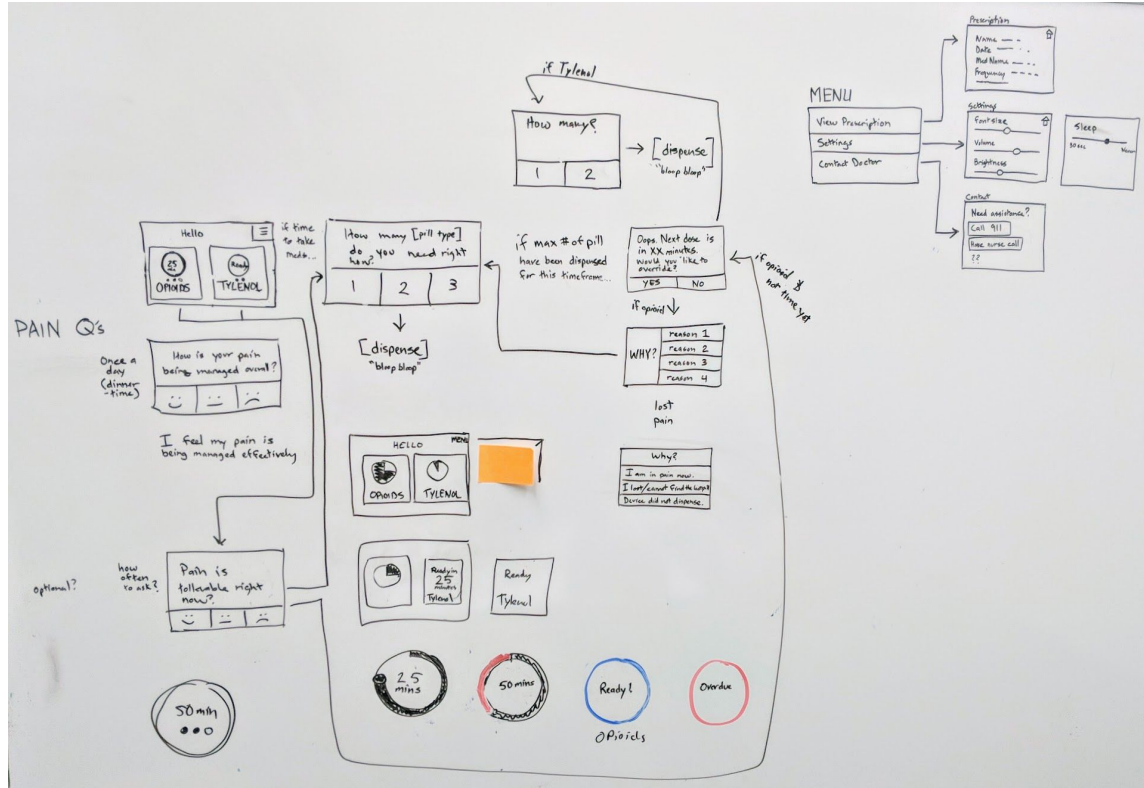 Prescription
Name
Date
Med Name
Frequency
MENU
View Prescription
Settings
Contact Doctor
Settings
Font size
Volume
Brightness
Sleep
30 sec
Contact
Need assistance?
Call 911
nurse call
??
if Tylenol
How many?
1 2
[dispense]
"bloop bloop"
Hello
25
OPIOIDS
Ready
TYLENOL
if time
to take
meds...
How many [pill type]
do you need right
now?
1 2 3
[dispense]
"bloop bloop"
if max # of pill
have been dispensed
for this timeframe...
Oops. Next dose is
in XX minutes.
Would you like to
override?
YES NO
if opioid &
not time yet
if opioid
WHY?
reason 1
reason 2
reason 3
reason 4
lost
pain
Why?
I am in pain now.
I lost/cannot find the
Device did not dispense.
PAIN Q's
Once a
day
(dinner
-time)
How is your pain
being managed overall?
I feel my pain is
being managed effectively
HELLO
MENU
OPIOIDS
TYLENOL
optional?
how
often
to ask?
Pain is
tollerable right
now?
Ready in
25
minutes
Tylenol
Ready
Tylenol
50 min
25
mins
50 mins
Ready!
Overdue
OPioids